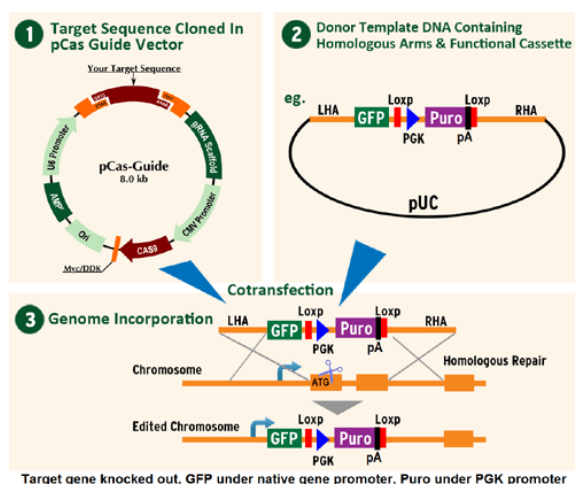 1 Target Sequence Cloned In
pCas Guide Vector
Your Target Sequence
U6 Promoter
gRNA Scaffold
pCas-Guide
8.0 kb
AMP
CMV Promoter
Ori
CAS9
Myc/DDK
2 Donor Template DNA Containing
Homologous Arms & Functional Cassette
eg.
LHA
Loxp
Loxp
RHA
GFP
Puro
PGK
pA
pUC
Cotransfection
3 Genome Incorporation
LHA
Loxp
Loxp
RHA
GFP
Puro
PGK
pA
Homologous Repair
Chromosome
ATG
Edited Chromosome
Loxp
Loxp
GFP
Puro
PGK
pA
Target gene knocked out, GFP under native gene promoter, Puro under PGK promoter